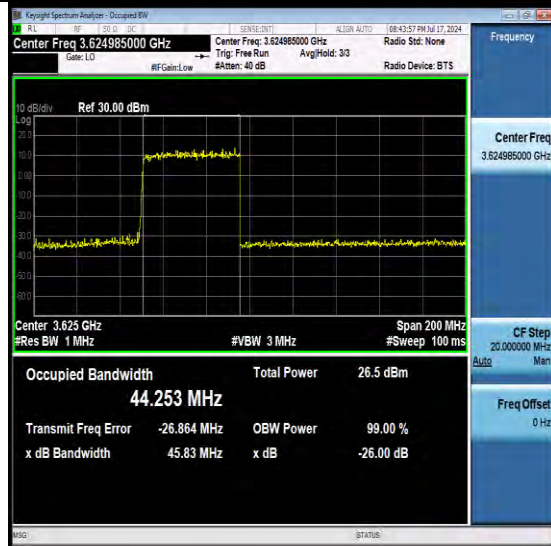 Keysight Spectrum Analyzer - Occupied BW
RL RF 50 Ω DC SENSE:INT ALIGN AUTO 08:43:57 PM Jul 17, 2024
Center Freq 3.624985000 GHz
Gate: LO
#IFGain:Low
Center Freq: 3.624985000 GHz
Trig: Free Run Avg|Hold: 3/3
#Atten: 40 dB
Radio Std: None
Radio Device: BTS
Frequency
10 dB/div Ref 30.00 dBm
Log
20.0
10.0
0.00
-10.0
-20.0
-30.0
-40.0
-50.0
-60.0
Center 3.625 GHz Span 200 MHz
#Res BW 1 MHz #VBW 3 MHz #Sweep 100 ms
Occupied Bandwidth Total Power 26.5 dBm
44.253 MHz
Transmit Freq Error -26.864 MHz OBW Power 99.00 %
x dB Bandwidth 45.83 MHz x dB -26.00 dB
Center Freq
3.624985000 GHz
CF Step
20.000000 MHz
Auto Man
Freq Offset
0 Hz
MSG STATUS